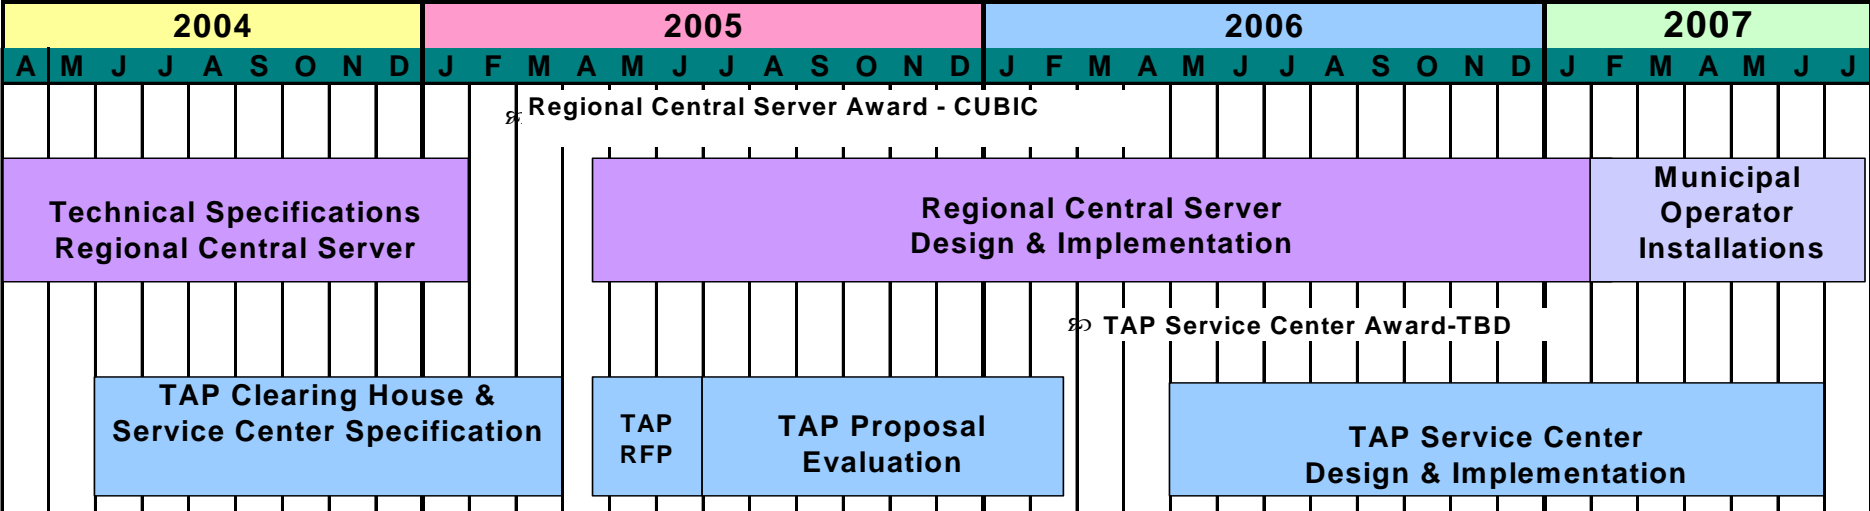 2004 2005 2006 2007
A M J J A S O N D J F M A M J J A S O N D J F M A M J J A S O N D J F M A M J J
Regional Central Server Award - CUBIC
Technical Specifications
Regional Central Server
Regional Central Server
Design & Implementation
Municipal
Operator
Installations
TAP Service Center Award-TBD
TAP Clearing House &
Service Center Specification
TAP
RFP
TAP Proposal
Evaluation
TAP Service Center
Design & Implementation